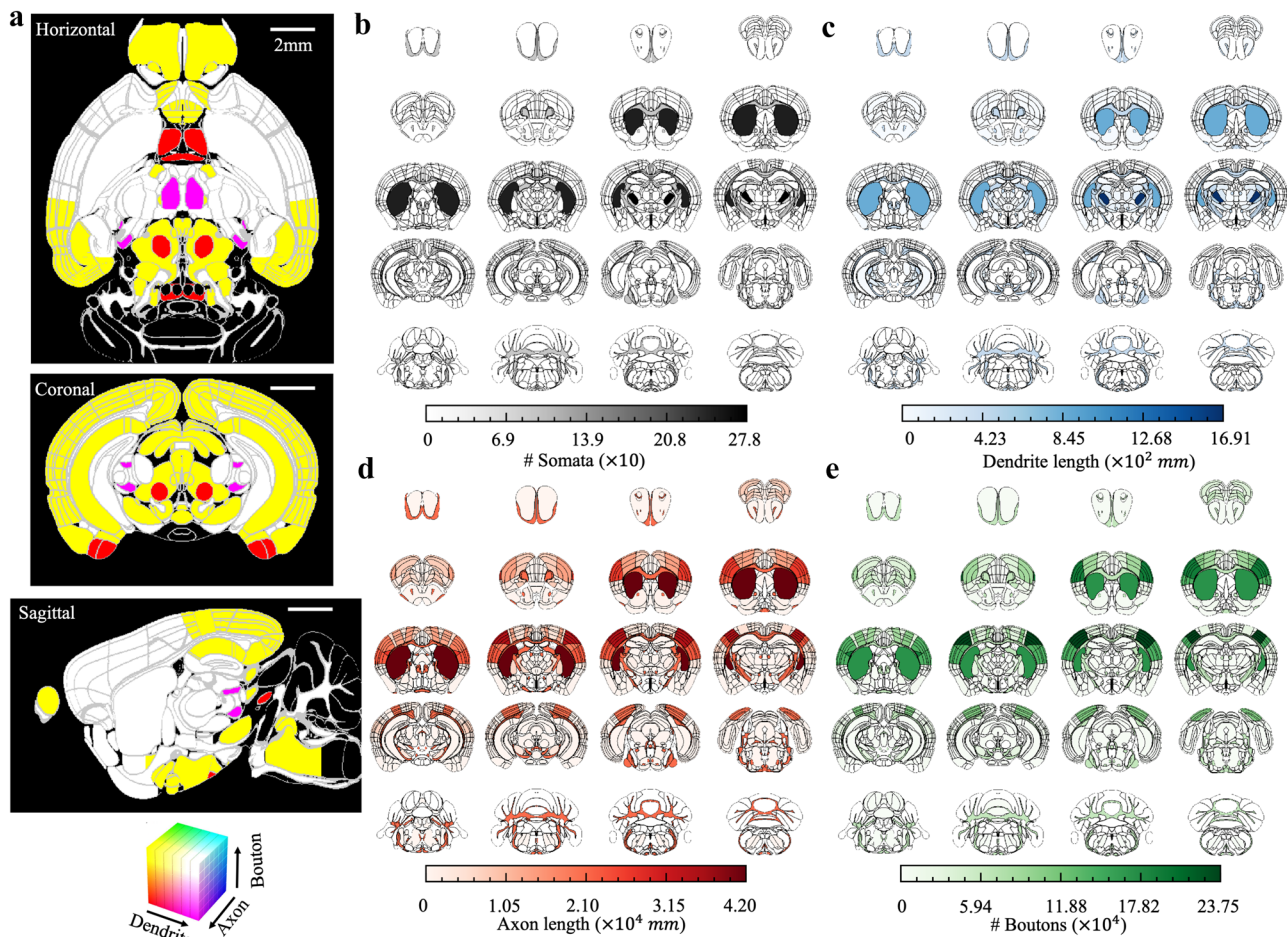 a
Horizontal
2mm
Coronal
Sagittal
Bouton
Axon
b
0 6.9 13.9 20.8 27.8
# Somata (×10)
c
0 4.23 8.45 12.68 16.91
Dendrite length (×10² mm)
d
0 1.05 2.10 3.15 4.20
Axon length (×10⁴ mm)
e
0 5.94 11.88 17.82 23.75
# Boutons (×10⁴)